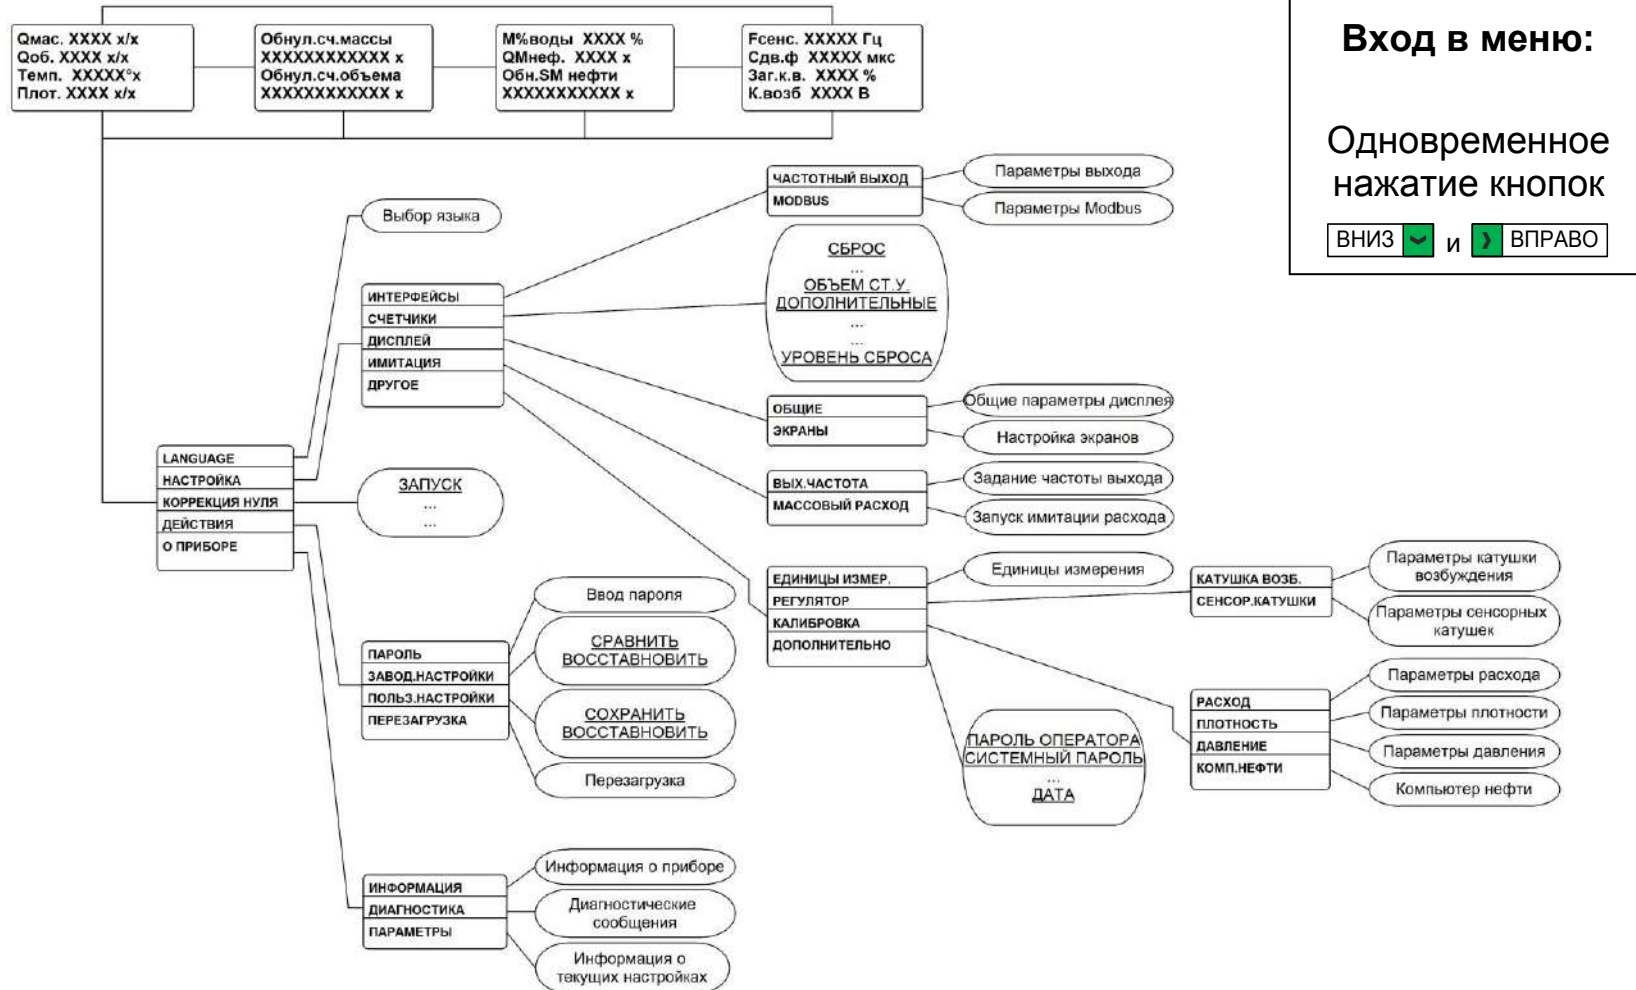 Qмас. XXXX х/х
Qоб. XXXX х/х
Темп. XXXXX°х
Плот. XXXX х/х
Обнул.сч.массы
XXXXXXXXXXXX х
Обнул.сч.объема
XXXXXXXXXXXX х
М%воды XXXX %
QМнеф. XXXX х
Обн.SM нефти
XXXXXXXXXXX х
Fсенс. XXXXX Гц
Сдв.ф XXXXX мкс
Заг.к.в. XXXX %
К.возб XXXX В
Вход в меню:
Одновременное
нажатие кнопок
ВНИЗ и ВПРАВО
LANGUAGE
НАСТРОЙКА
КОРРЕКЦИЯ НУЛЯ
ДЕЙСТВИЯ
О ПРИБОРЕ
Выбор языка
ИНТЕРФЕЙСЫ
СЧЕТЧИКИ
ДИСПЛЕЙ
ИМИТАЦИЯ
ДРУГОЕ
ЗАПУСК
...
...
ПАРОЛЬ
ЗАВОД.НАСТРОЙКИ
ПОЛЬЗ.НАСТРОЙКИ
ПЕРЕЗАГРУЗКА
Ввод пароля
СРАВНИТЬ
ВОССТАВНОВИТЬ
СОХРАНИТЬ
ВОССТАВНОВИТЬ
Перезагрузка
ИНФОРМАЦИЯ
ДИАГНОСТИКА
ПАРАМЕТРЫ
Информация о приборе
Диагностические
сообщения
Информация о
текущих настройках
ЧАСТОТНЫЙ ВЫХОД
MODBUS
Параметры выхода
Параметры Modbus
СБРОС
...
ОБЪЕМ СТ.У.
ДОПОЛНИТЕЛЬНЫЕ
...
...
УРОВЕНЬ СБРОСА
ОБЩИЕ
ЭКРАНЫ
Общие параметры дисплея
Настройка экранов
ВЫХ.ЧАСТОТА
МАССОВЫЙ РАСХОД
Задание частоты выхода
Запуск имитации расхода
ЕДИНИЦЫ ИЗМЕР.
РЕГУЛЯТОР
КАЛИБРОВКА
ДОПОЛНИТЕЛЬНО
Единицы измерения
КАТУШКА ВОЗБ.
СЕНСОР.КАТУШКИ
Параметры катушки
возбуждения
Параметры сенсорных
катушек
РАСХОД
ПЛОТНОСТЬ
ДАВЛЕНИЕ
КОМП.НЕФТИ
Параметры расхода
Параметры плотности
Параметры давления
Компьютер нефти
ПАРОЛЬ ОПЕРАТОРА
СИСТЕМНЫЙ ПАРОЛЬ
...
ДАТА